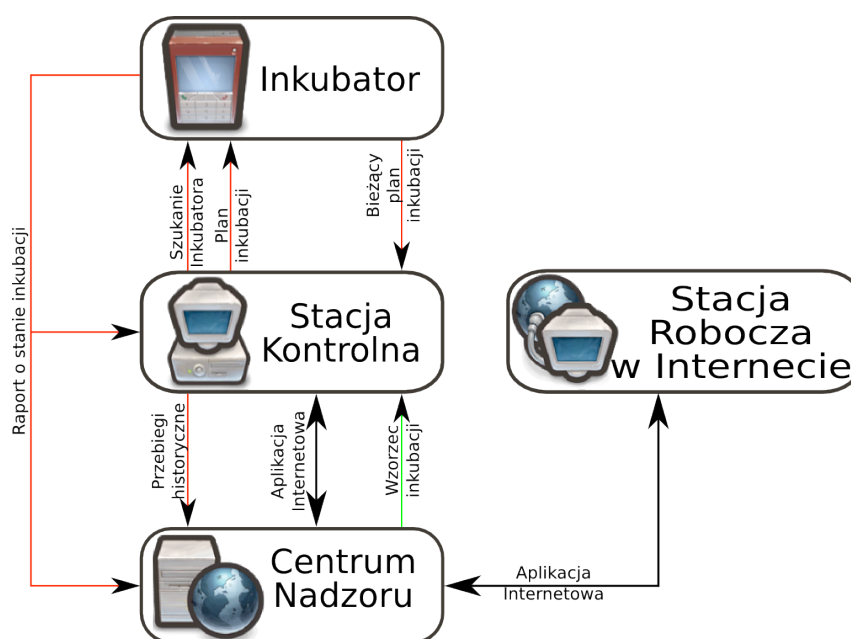 Inkubator
Szukanie
Inkubatora
Plan
inkubacji
Bieżący
plan
inkubacji
Raport o stanie inkubacji
Stacja
Kontrolna
Stacja
Robocza
w Internecie
Przebiegi
historyczne
Aplikacja
Internetowa
Wzorzec
inkubacji
Centrum
Nadzoru
Aplikacja
Internetowa